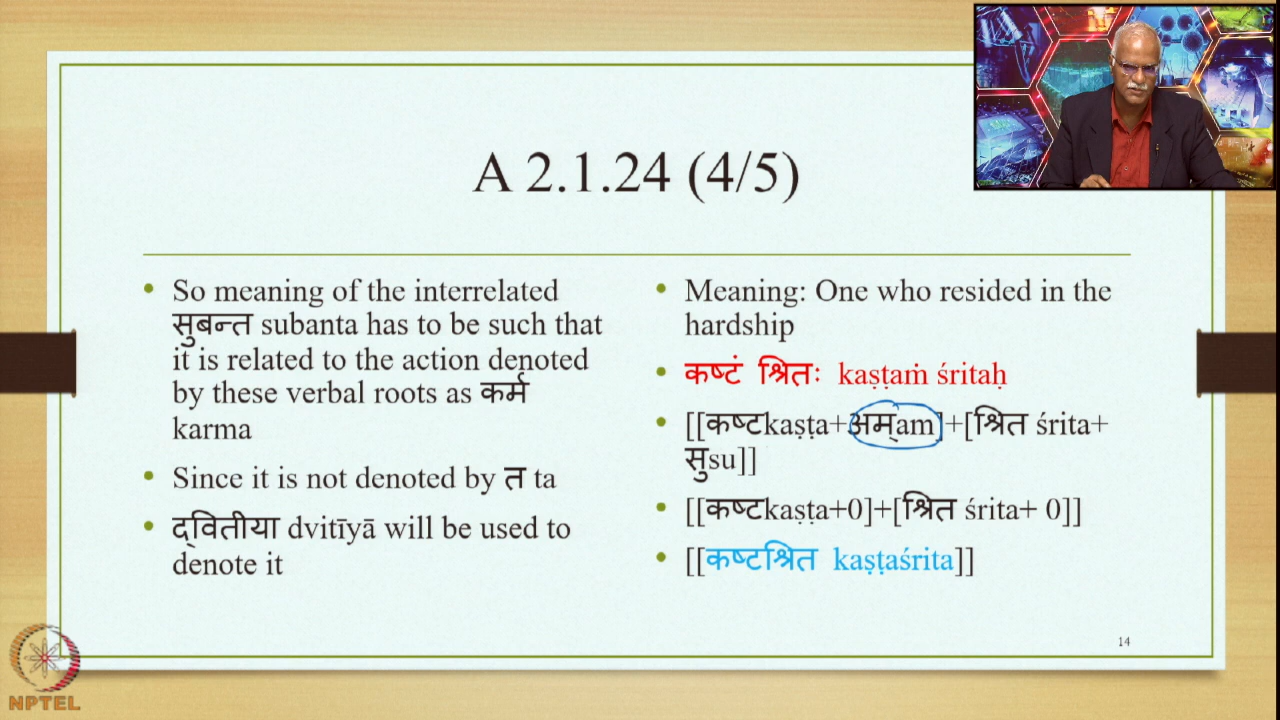 A 2.1.24 (4/5)
• So meaning of the interrelated
सुबन्त subanta has to be such that
it is related to the action denoted
by these verbal roots as कर्म
karma
• Since it is not denoted by त ta
• द्वितीया dvitīyā will be used to
denote it
• Meaning: One who resided in the
hardship
• कष्टं श्रितः kaṣṭaṁ śritaḥ
• [[कष्टkaṣṭa+अम्am]+[श्रित śrita+
सुsu]]
• [[कष्टkaṣṭa+0]+[श्रित śrita+ 0]]
• [[कष्टश्रित kaṣṭaśrita]]
14
NPTEL